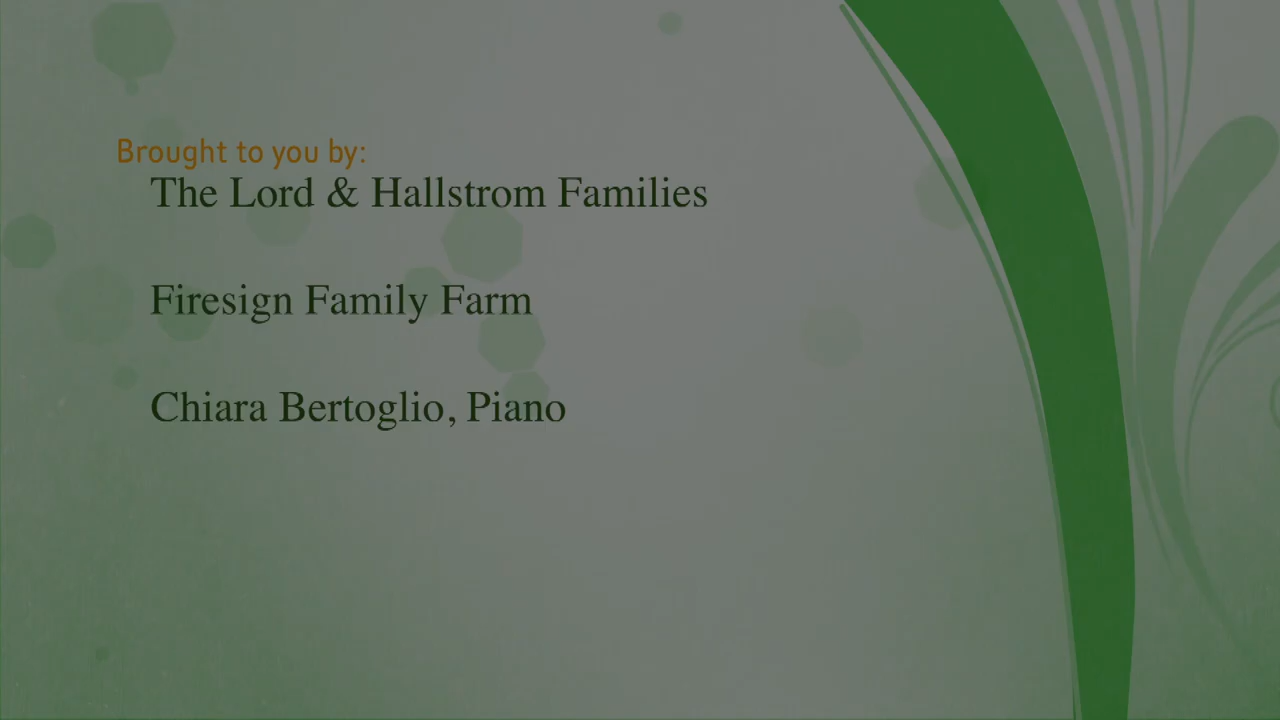 Brought to you by:
The Lord & Hallstrom Families
Firesign Family Farm
Chiara Bertoglio, Piano